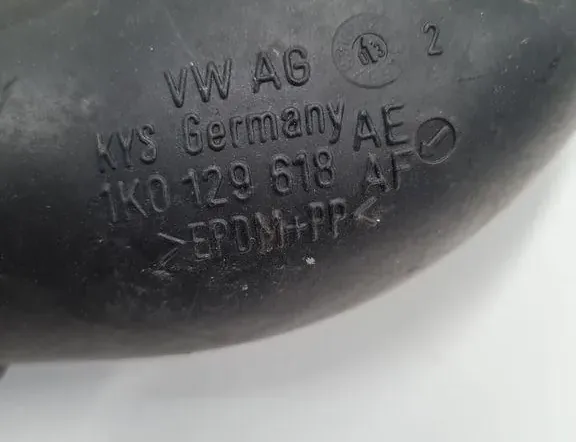 VW AG 2
KYS Germany AE
1K0 129 618 AF
>EPDM+PP<